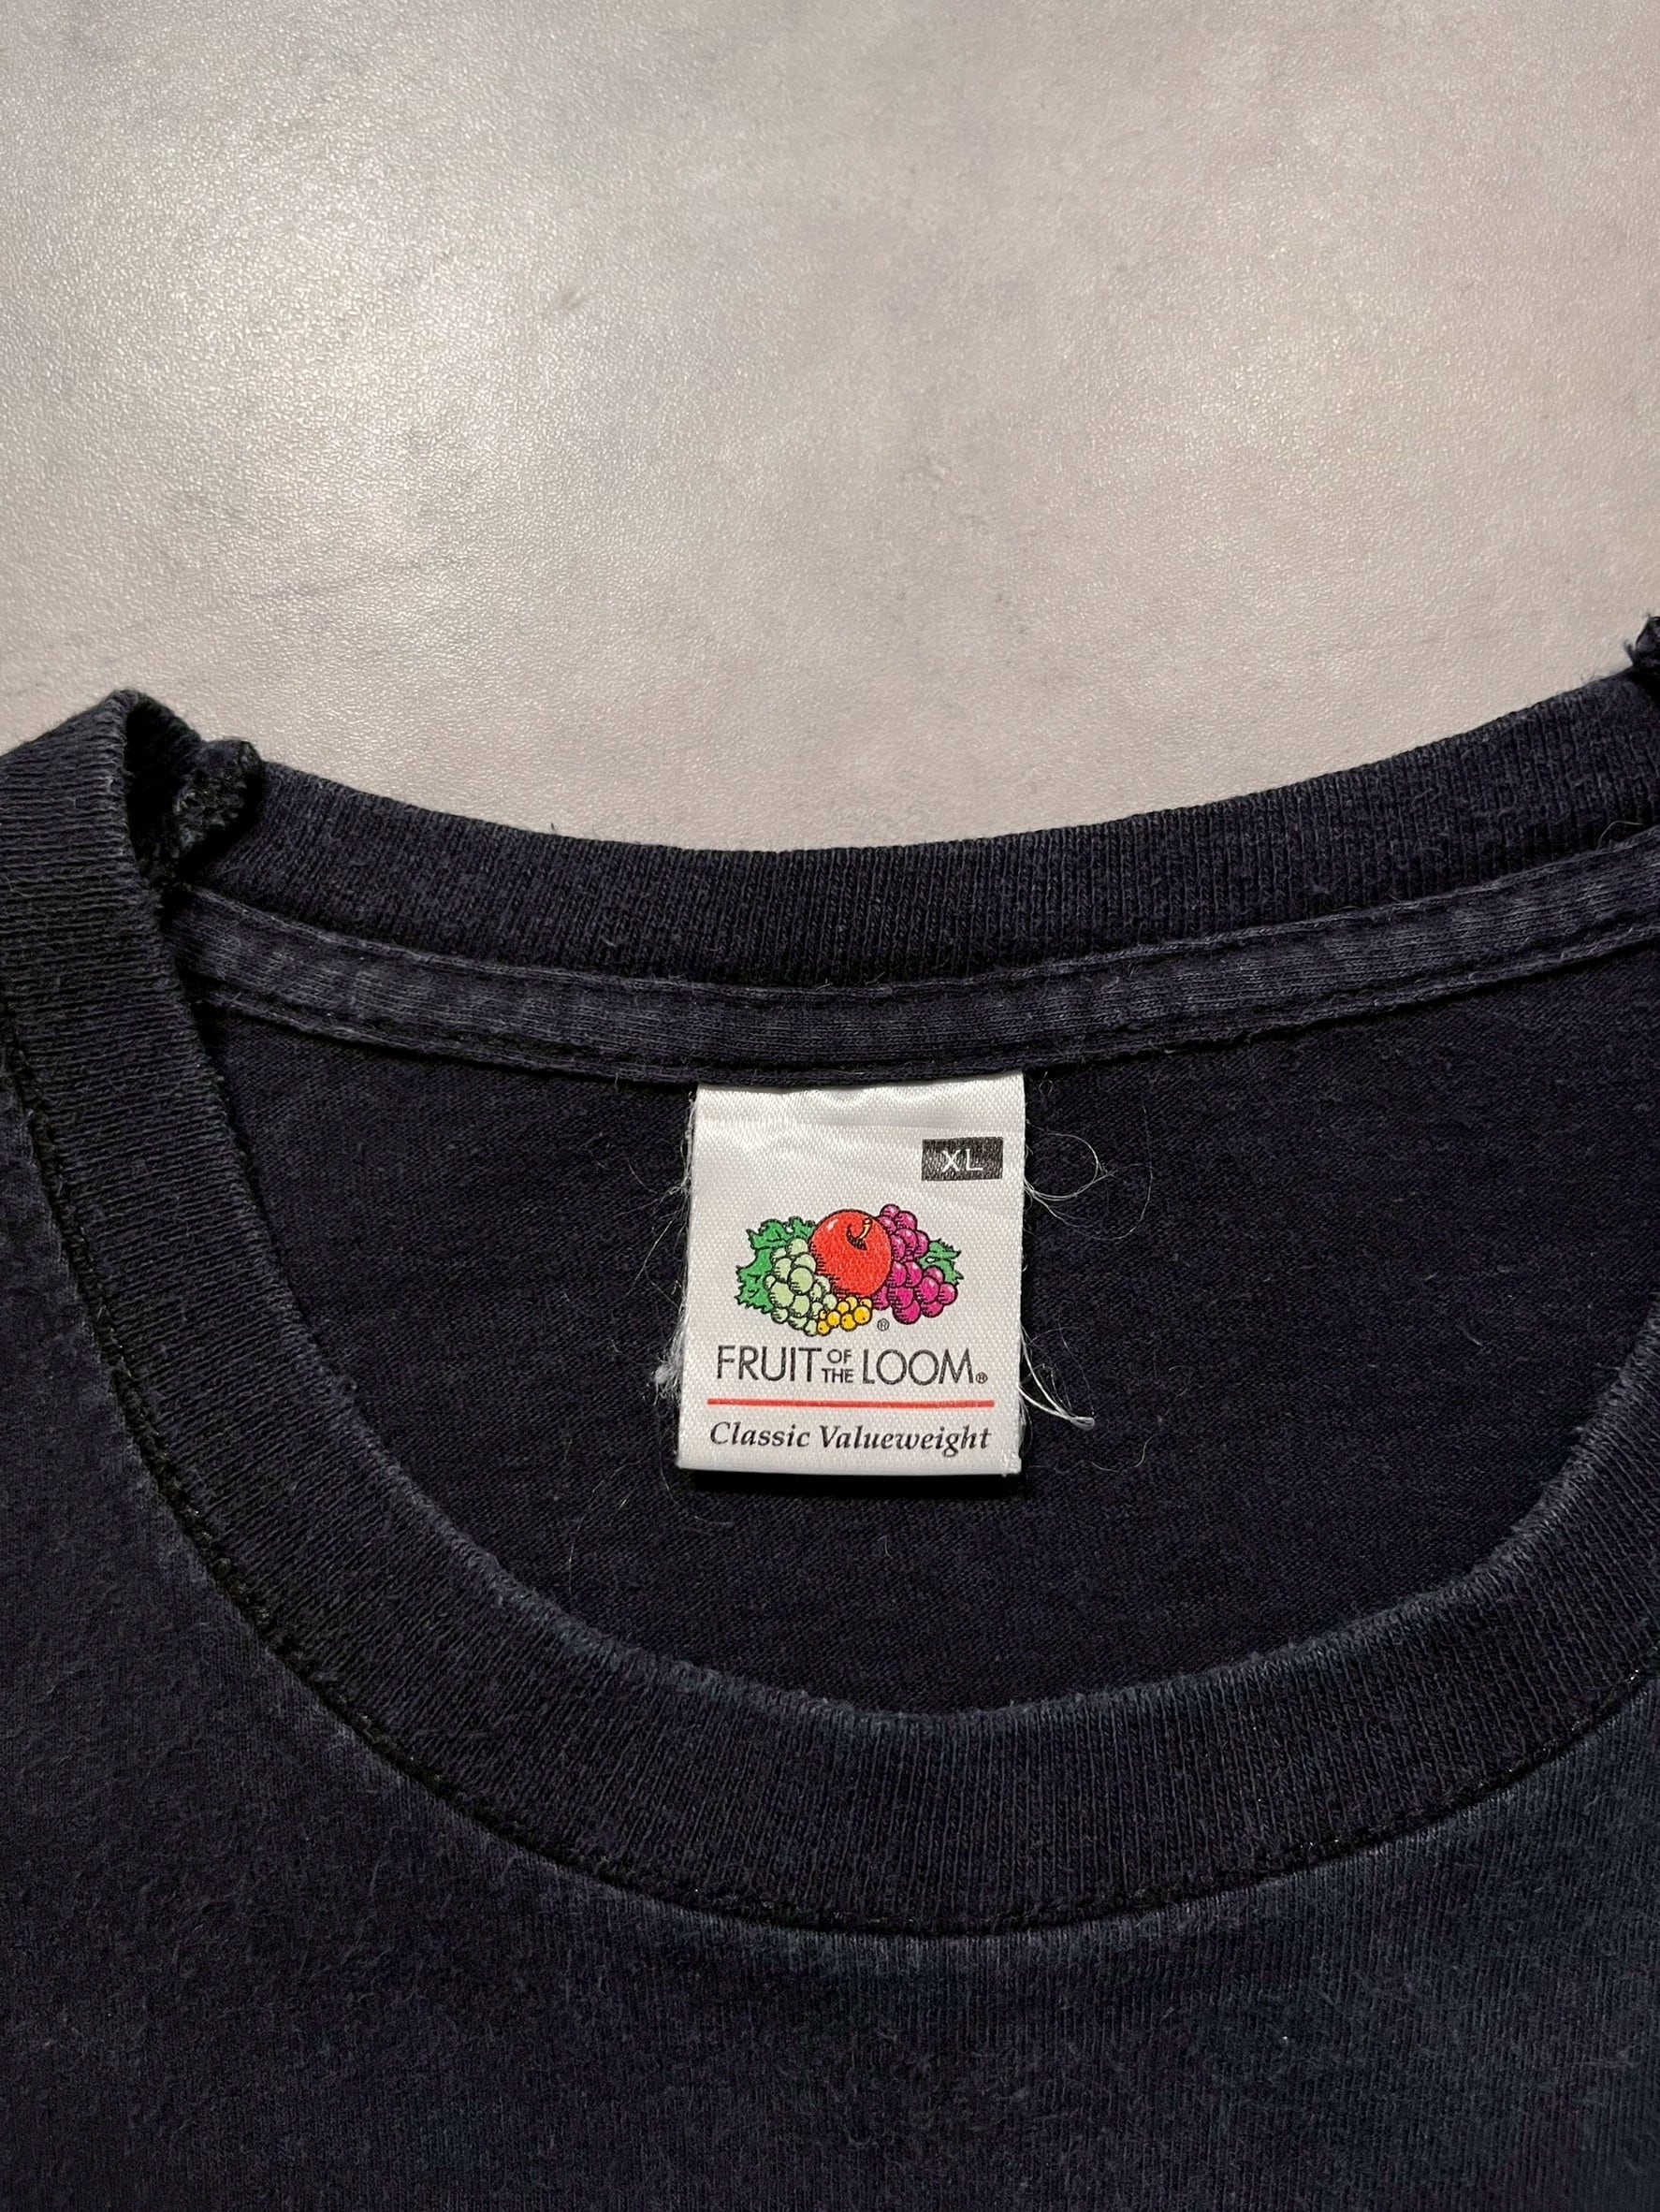 XL
®
FRUIT OF THE LOOM®
Classic Valueweight